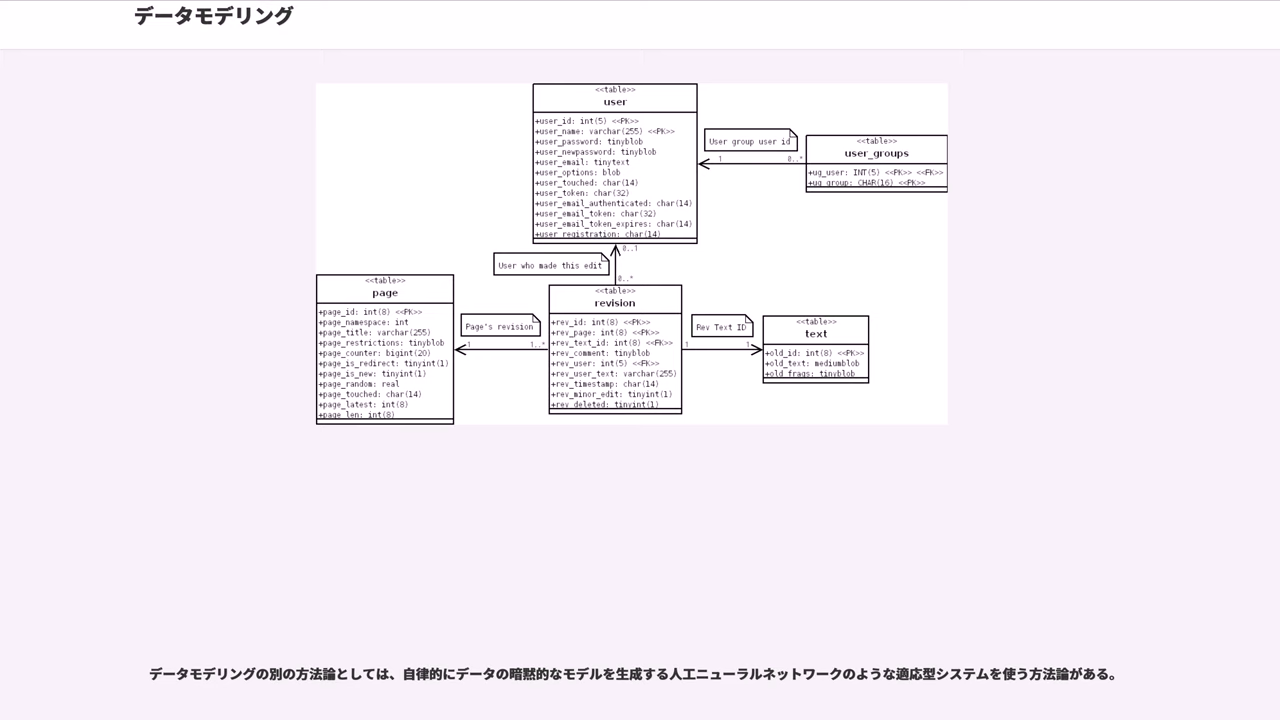 データモデリング
<<table>>
user
+user_id: int(5) <<PK>>
+user_name: varchar(255) <<PK>>
+user_password: tinyblob
+user_newpassword: tinyblob
+user_email: tinytext
+user_options: blob
+user_touched: char(14)
+user_token: char(32)
+user_email_authenticated: char(14)
+user_email_token: char(32)
+user_email_token_expires: char(14)
+user_registration: char(14)
User group user id
1
0..*
<<table>>
user_groups
+ug_user: INT(5) <<PK>> <<FK>>
+ug_group: CHAR(16) <<PK>>
0..1
User who made this edit
0..*
<<table>>
page
+page_id: int(8) <<PK>>
+page_namespace: int
+page_title: varchar(255)
+page_restrictions: tinyblob
+page_counter: bigint(20)
+page_is_redirect: tinyint(1)
+page_is_new: tinyint(1)
+page_random: real
+page_touched: char(14)
+page_latest: int(8)
+page_len: int(8)
Page's revision
1
1..*
<<table>>
revision
+rev_id: int(8) <<PK>>
+rev_page: int(8) <<PK>>
+rev_text_id: int(8) <<PK>>
+rev_comment: tinyblob
+rev_user: int(5) <<PK>>
+rev_user_text: varchar(255)
+rev_timestamp: char(14)
+rev_minor_edit: tinyint(1)
+rev_deleted: tinyint(1)
Rev Text ID
1
1
<<table>>
text
+old_id: int(8) <<PK>>
+old_text: mediumblob
+old_frags: tinyblob
データモデリングの別の方法論としては、自律的にデータの暗黙的なモデルを生成する人工ニューラルネットワークのような適応型システムを使う方法論がある。